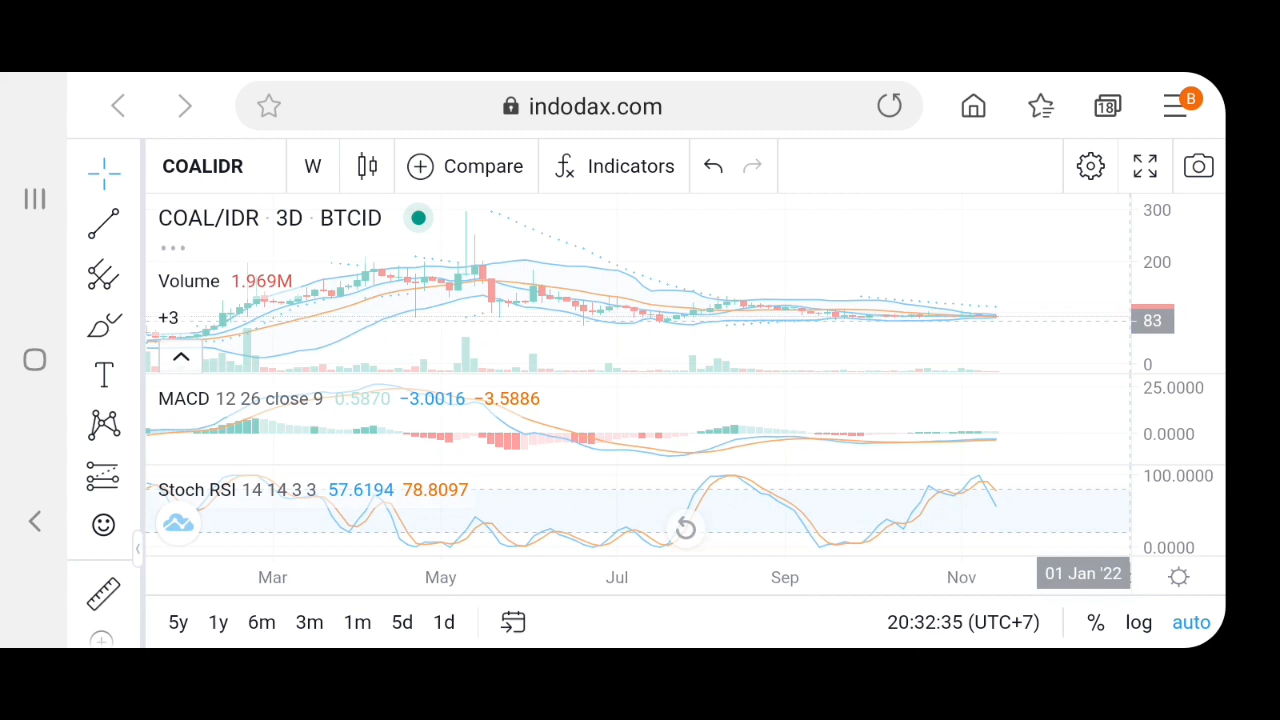 indodax.com
18
B
COALIDR W Compare Indicators
COAL/IDR · 3D · BTCID
Volume 1.969M
+3
300
200
83
0
MACD 12 26 close 9 0.5870 −3.0016 −3.5886
25.0000
0.0000
Stoch RSI 14 14 3 3 57.6194 78.8097
100.0000
0.0000
Mar May Jul Sep Nov 01 Jan '22
5y 1y 6m 3m 1m 5d 1d 20:32:35 (UTC+7) % log auto
T